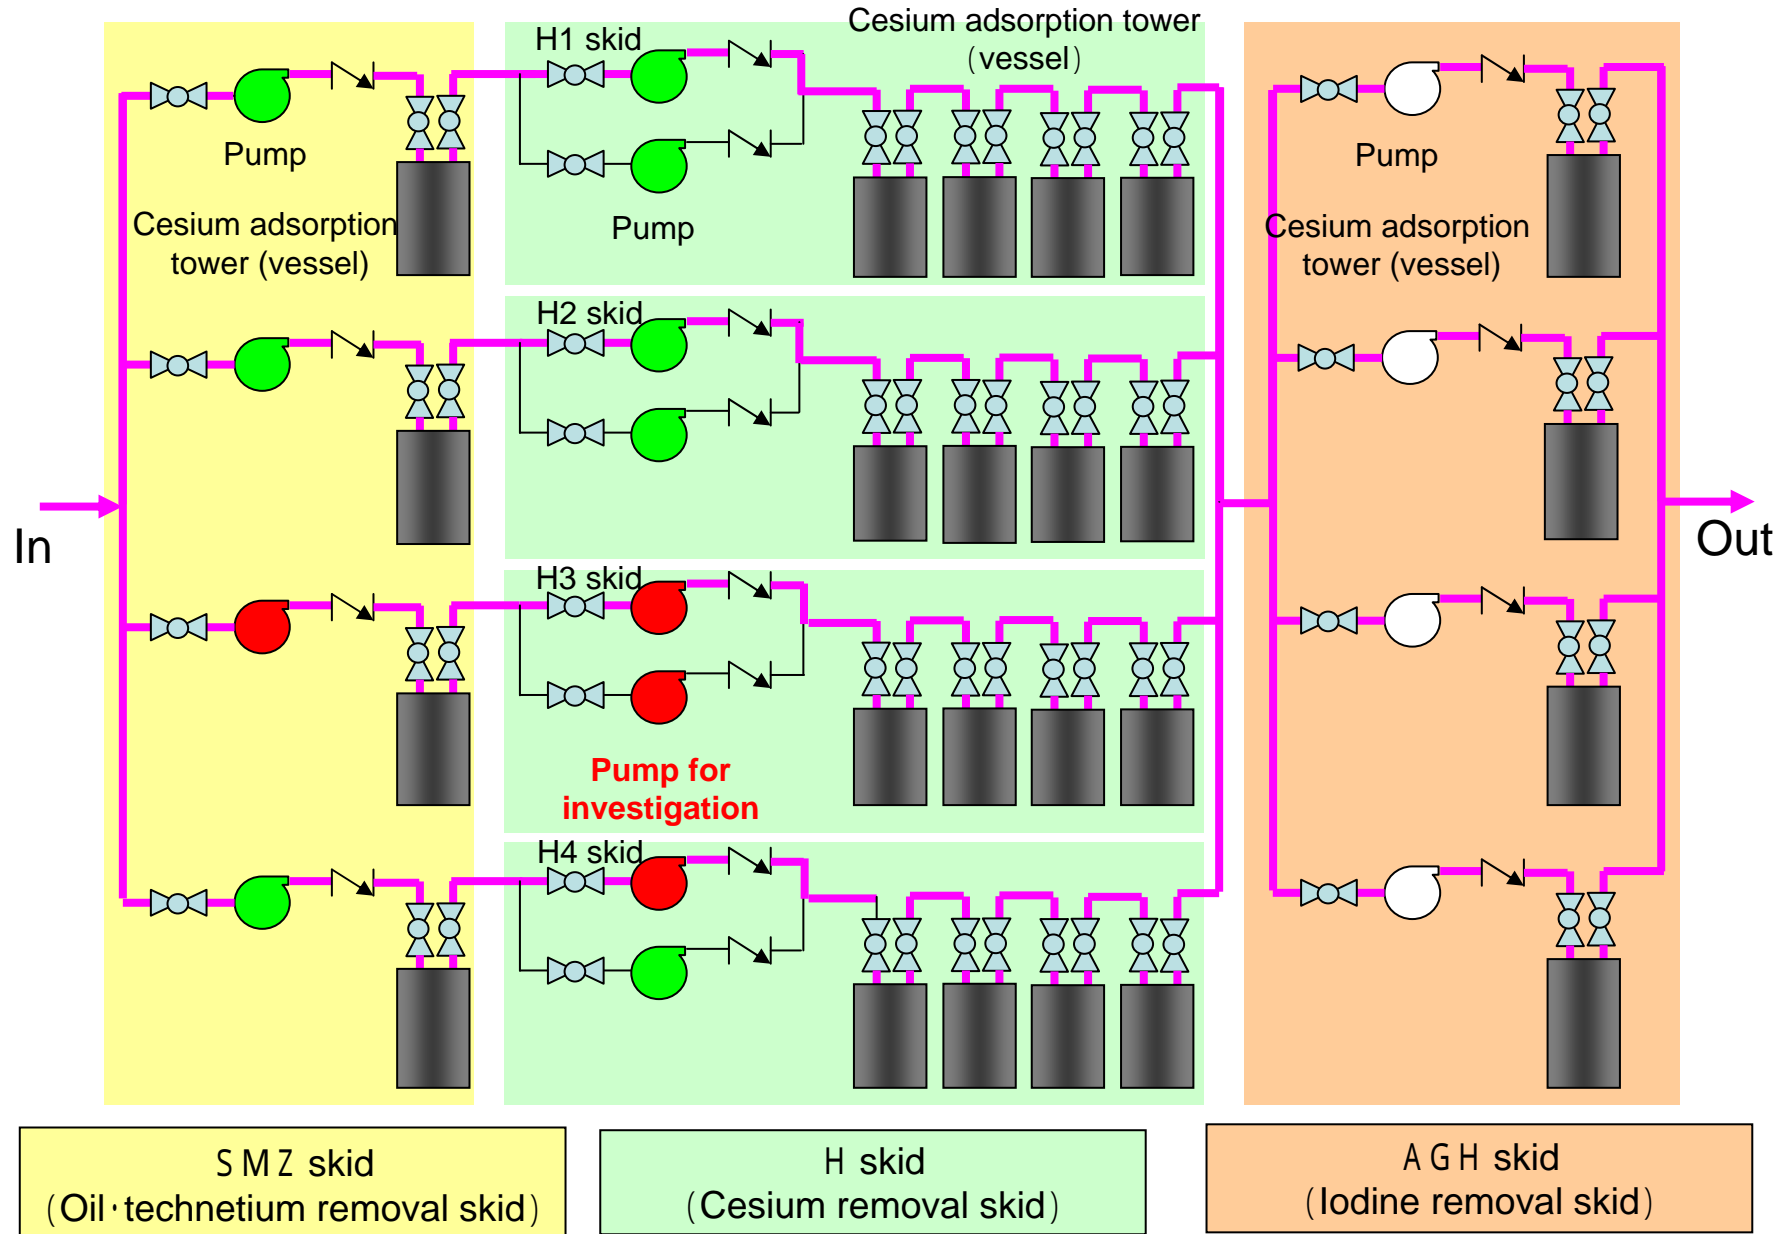 H1 skid
Cesium adsorption tower
(vessel)
Pump
Pump
Pump
Cesium adsorption
tower (vessel)
Cesium adsorption
tower (vessel)
H2 skid
In
Out
H3 skid
Pump for
investigation
H4 skid
SMZ skid
(Oil・technetium removal skid)
H skid
(Cesium removal skid)
AGH skid
(Iodine removal skid)